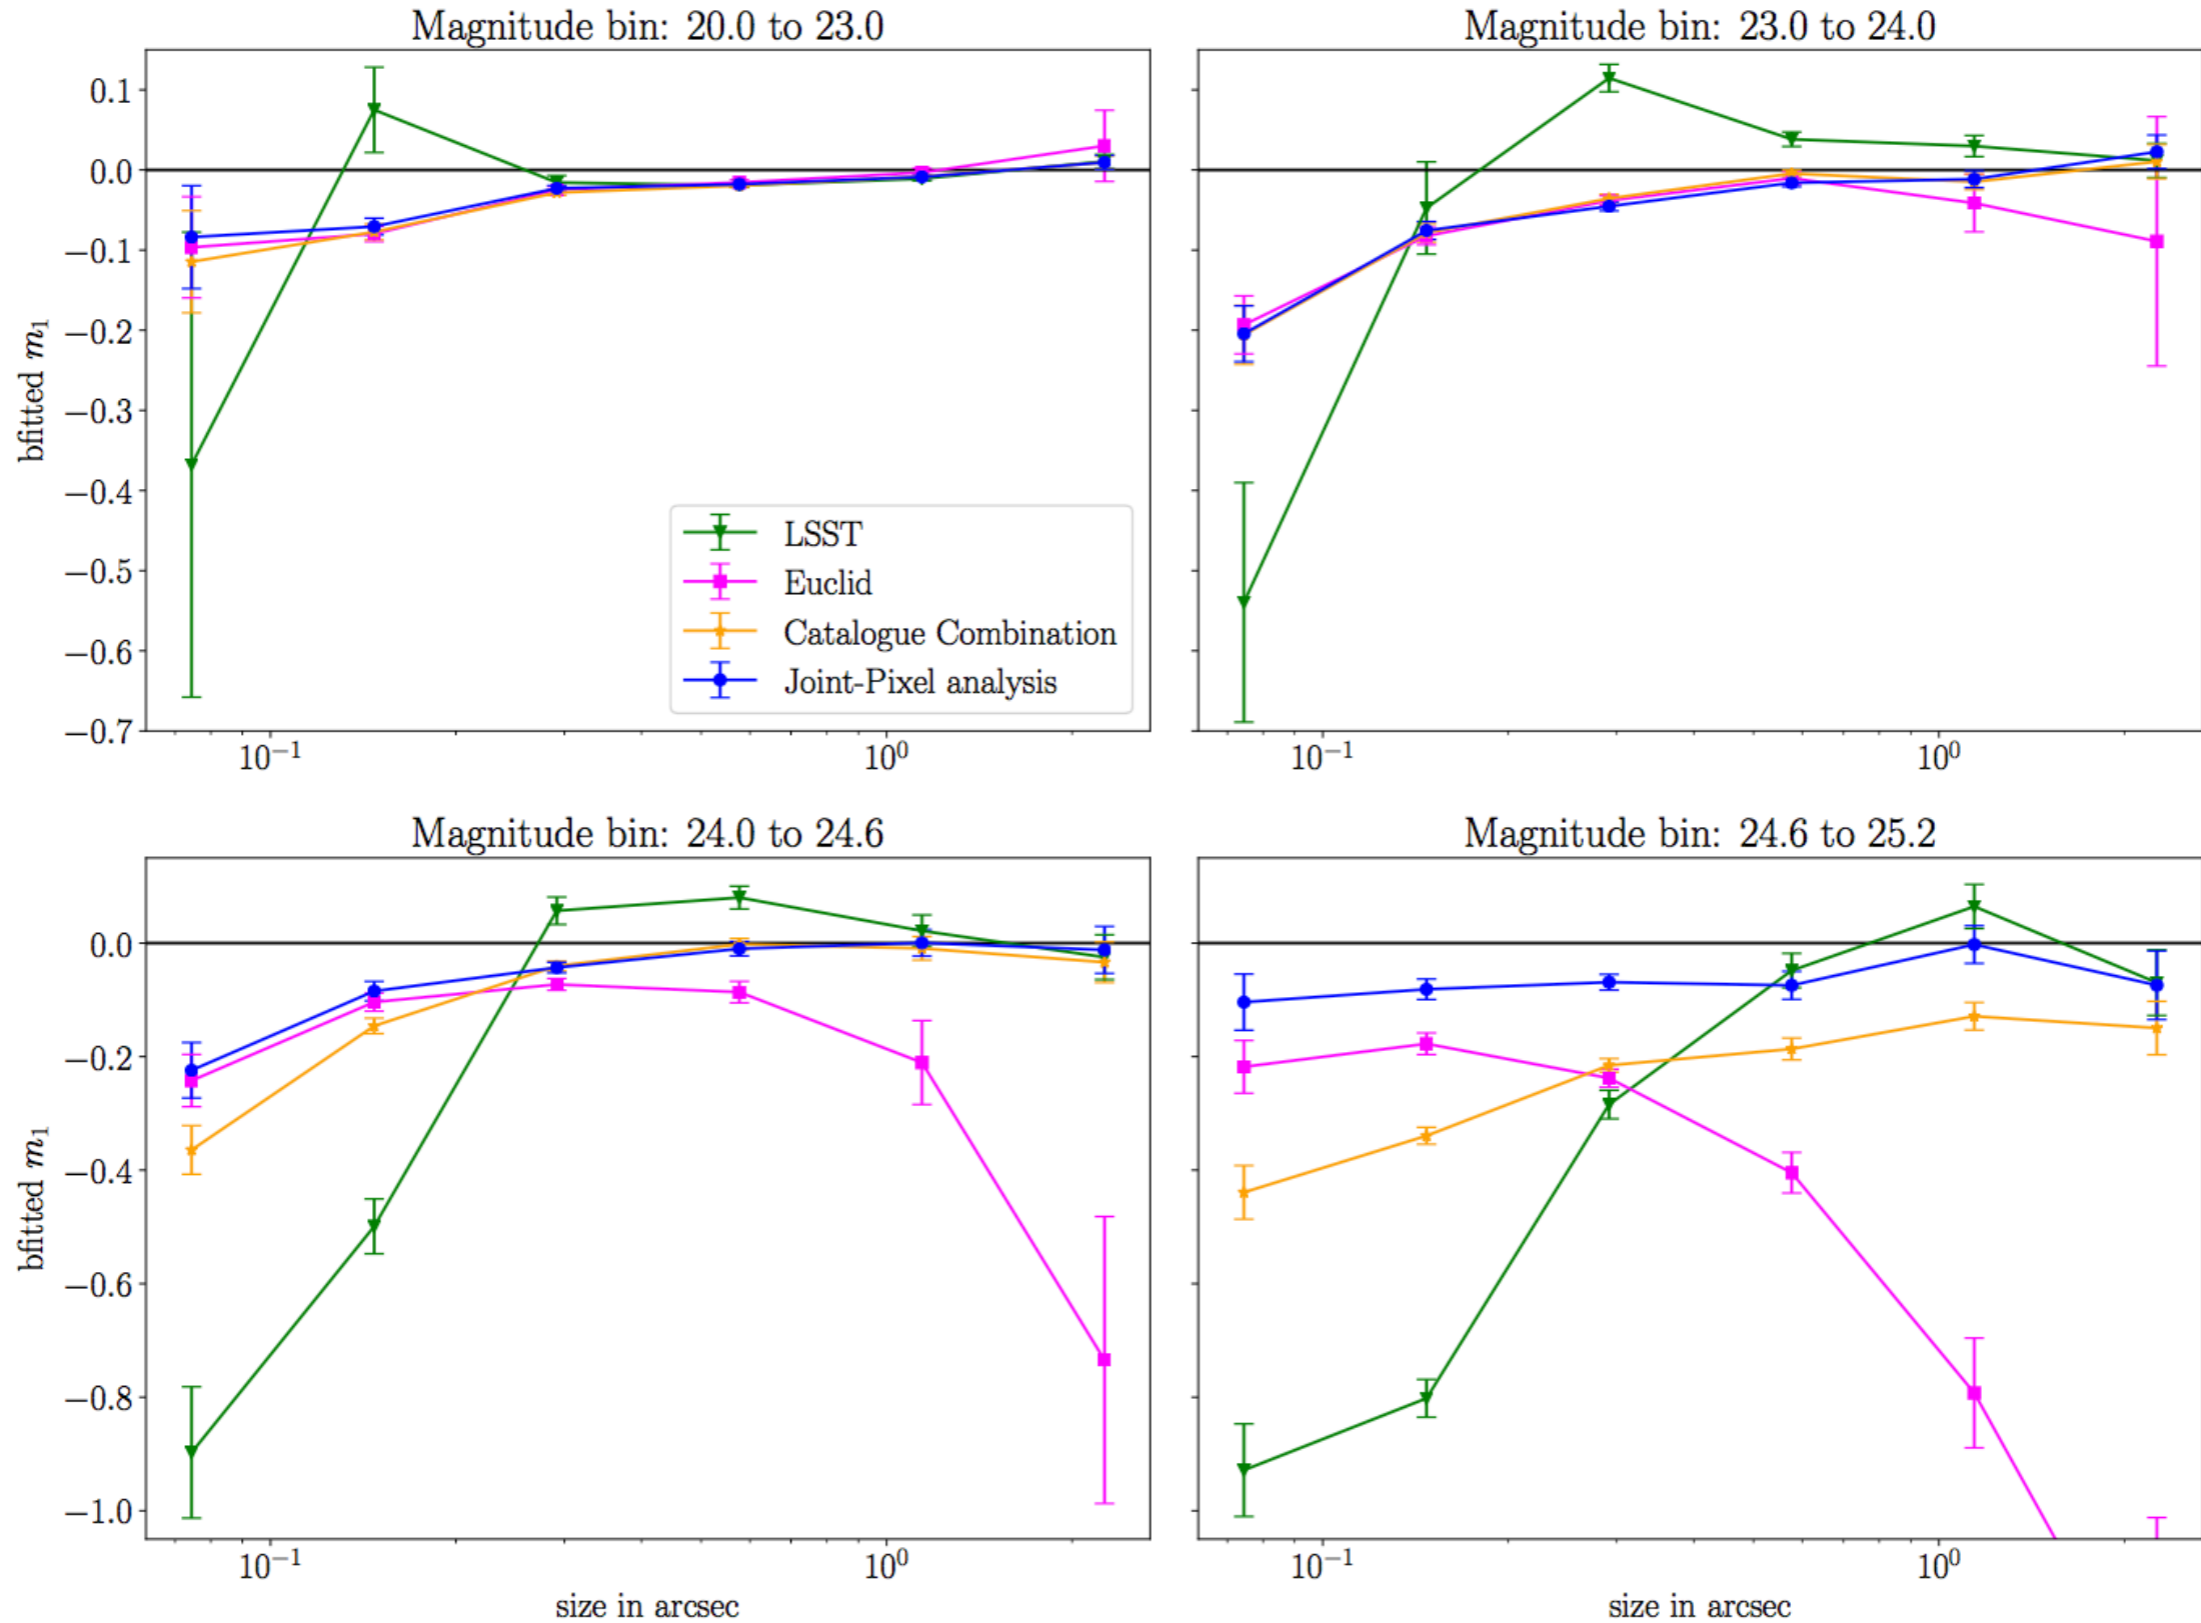 Magnitude bin: 20.0 to 23.0
Magnitude bin: 23.0 to 24.0
0.1
0.0
−0.1
−0.2
−0.3
−0.4
−0.5
−0.6
−0.7
bfitted m₁
LSST
Euclid
Catalogue Combination
Joint-Pixel analysis
10⁻¹
10⁰
10⁻¹
10⁰
Magnitude bin: 24.0 to 24.6
Magnitude bin: 24.6 to 25.2
0.0
−0.2
−0.4
−0.6
−0.8
−1.0
bfitted m₁
10⁻¹
10⁰
10⁻¹
10⁰
size in arcsec
size in arcsec